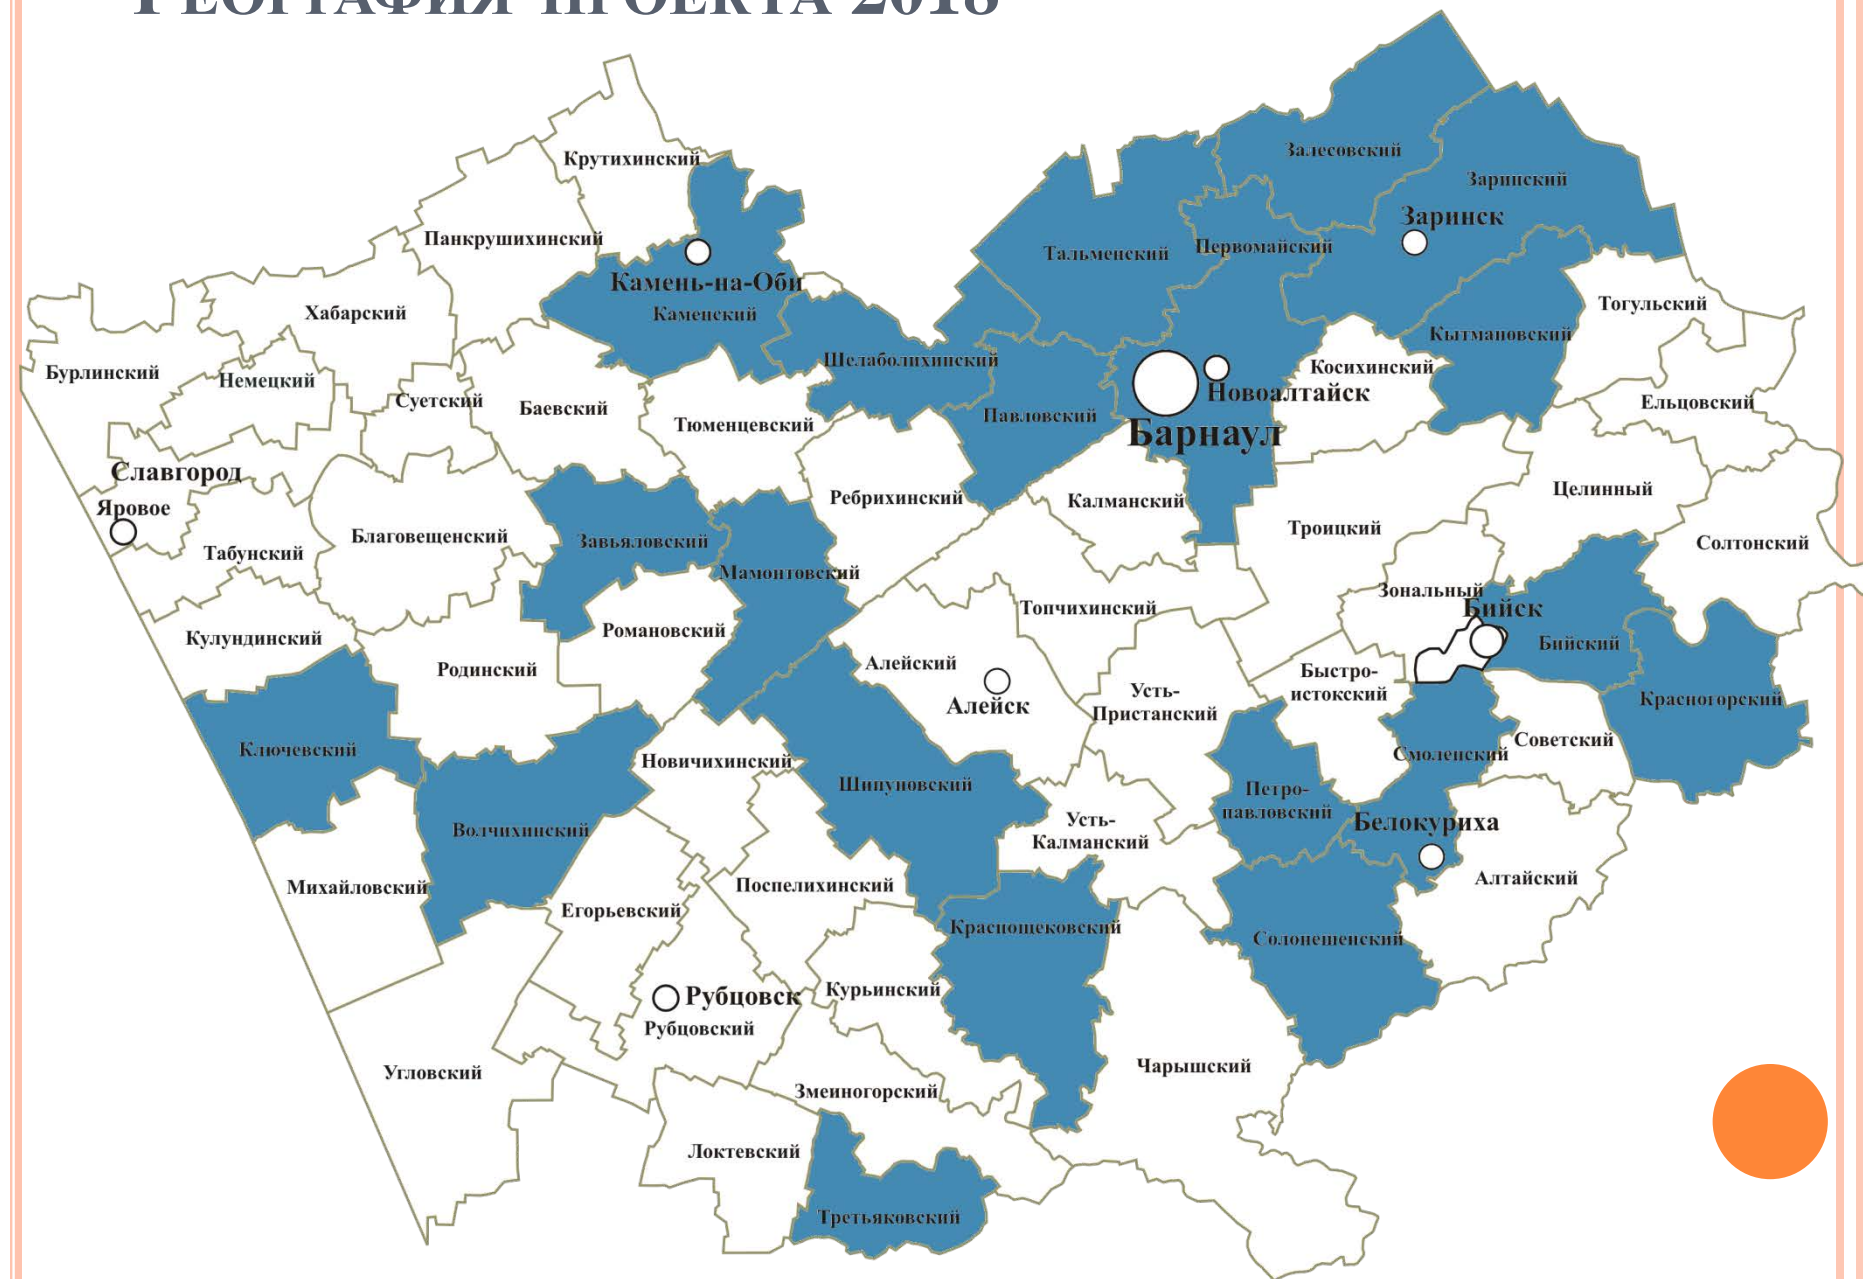 География проекта 2018
Крутихинский
Залесовский
Заринский
Заринск
Панкрушихинский
Тальменский
Первомайский
Камень-на-Оби
Каменский
Хабарский
Тогульский
Кытмановский
Шелаболихинский
Бурлинский
Немецкий
Косихинский
Новоалтайск
Суетский
Баевский
Ельцовский
Павловский
Тюменцевский
Барнаул
Славгород
Целинный
Ребрихинский
Калманский
Яровое
Троицкий
Благовещенский
Завьяловский
Солтонский
Табунский
Мамонтовский
Зональный
Топчихинский
Бийск
Романовский
Кулундинский
Бийский
Алейский
Родинский
Быстро-
истокский
Усть-
Пристанский
Красногорский
Алейск
Советский
Ключевский
Смоленский
Новичихинский
Шипуновский
Петро-
павловский
Усть-
Калманский
Белокуриха
Волчихинский
Алтайский
Поспелихинский
Михайловский
Егорьевский
Краснощековский
Солонешенский
Курьинский
Рубцовск
Рубцовский
Чарышский
Угловский
Змеиногорский
Локтевский
Третьяковский